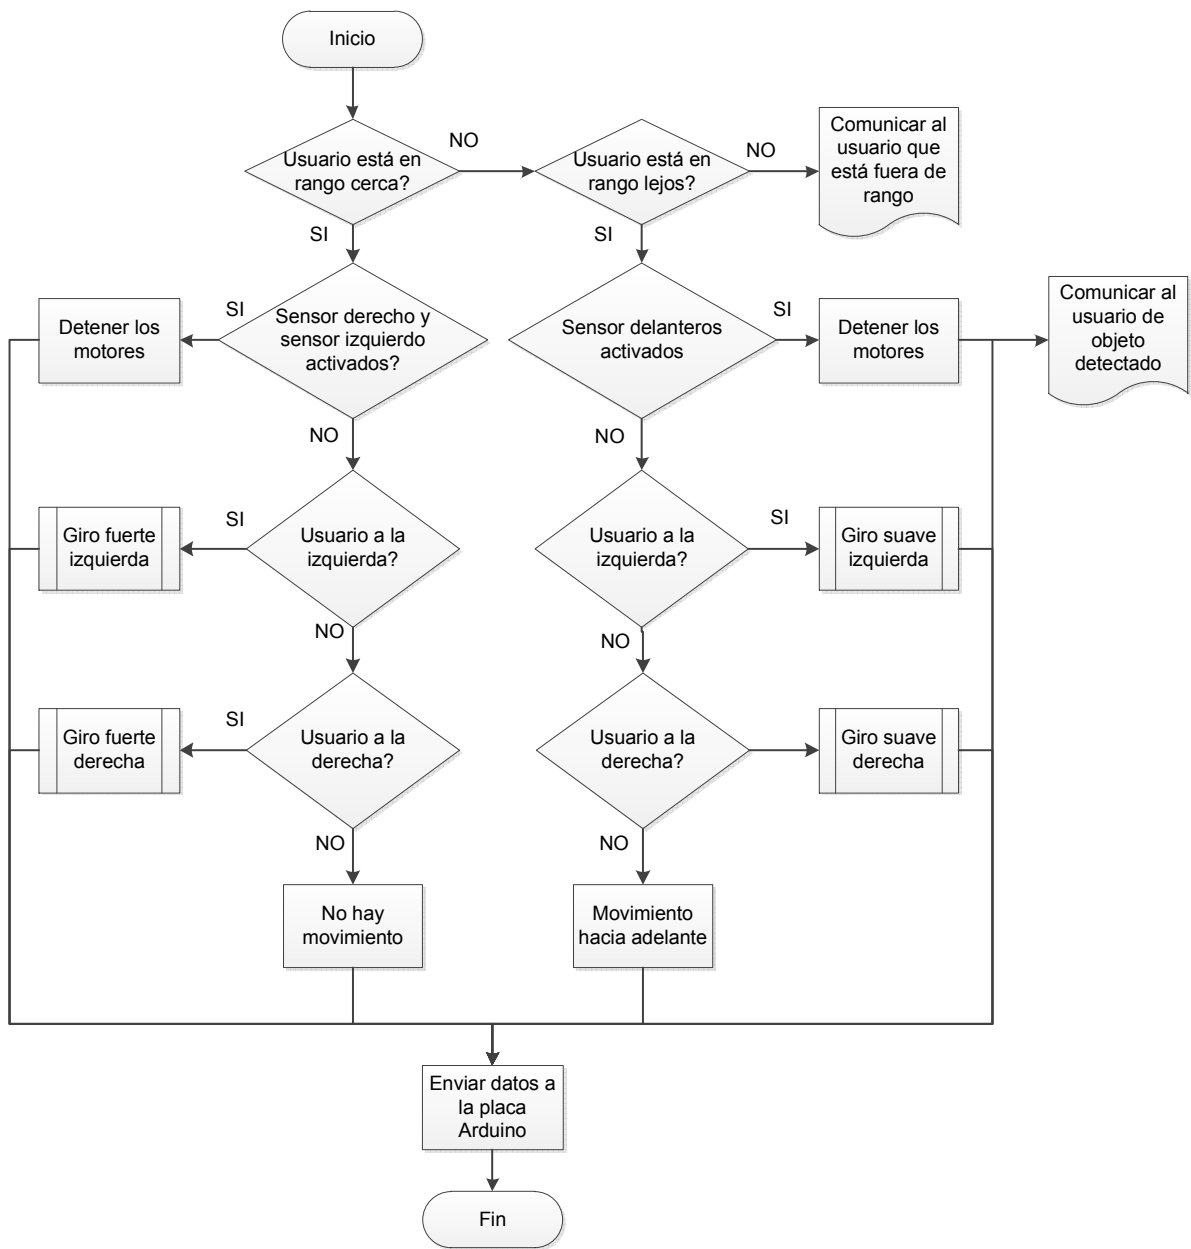 Inicio
Usuario está en
rango cerca?
NO
Usuario está en
rango lejos?
NO
Comunicar al
usuario que
está fuera de
rango
SI
SI
Detener los
motores
SI
Sensor derecho y
sensor izquierdo
activados?
Sensor delanteros
activados
SI
Detener los
motores
Comunicar al
usuario de
objeto
detectado
NO
NO
Giro fuerte
izquierda
SI
Usuario a la
izquierda?
Usuario a la
izquierda?
SI
Giro suave
izquierda
NO
NO
Giro fuerte
derecha
SI
Usuario a la
derecha?
Usuario a la
derecha?
Giro suave
derecha
NO
NO
No hay
movimiento
Movimiento
hacia adelante
Enviar datos a
la placa
Arduino
Fin